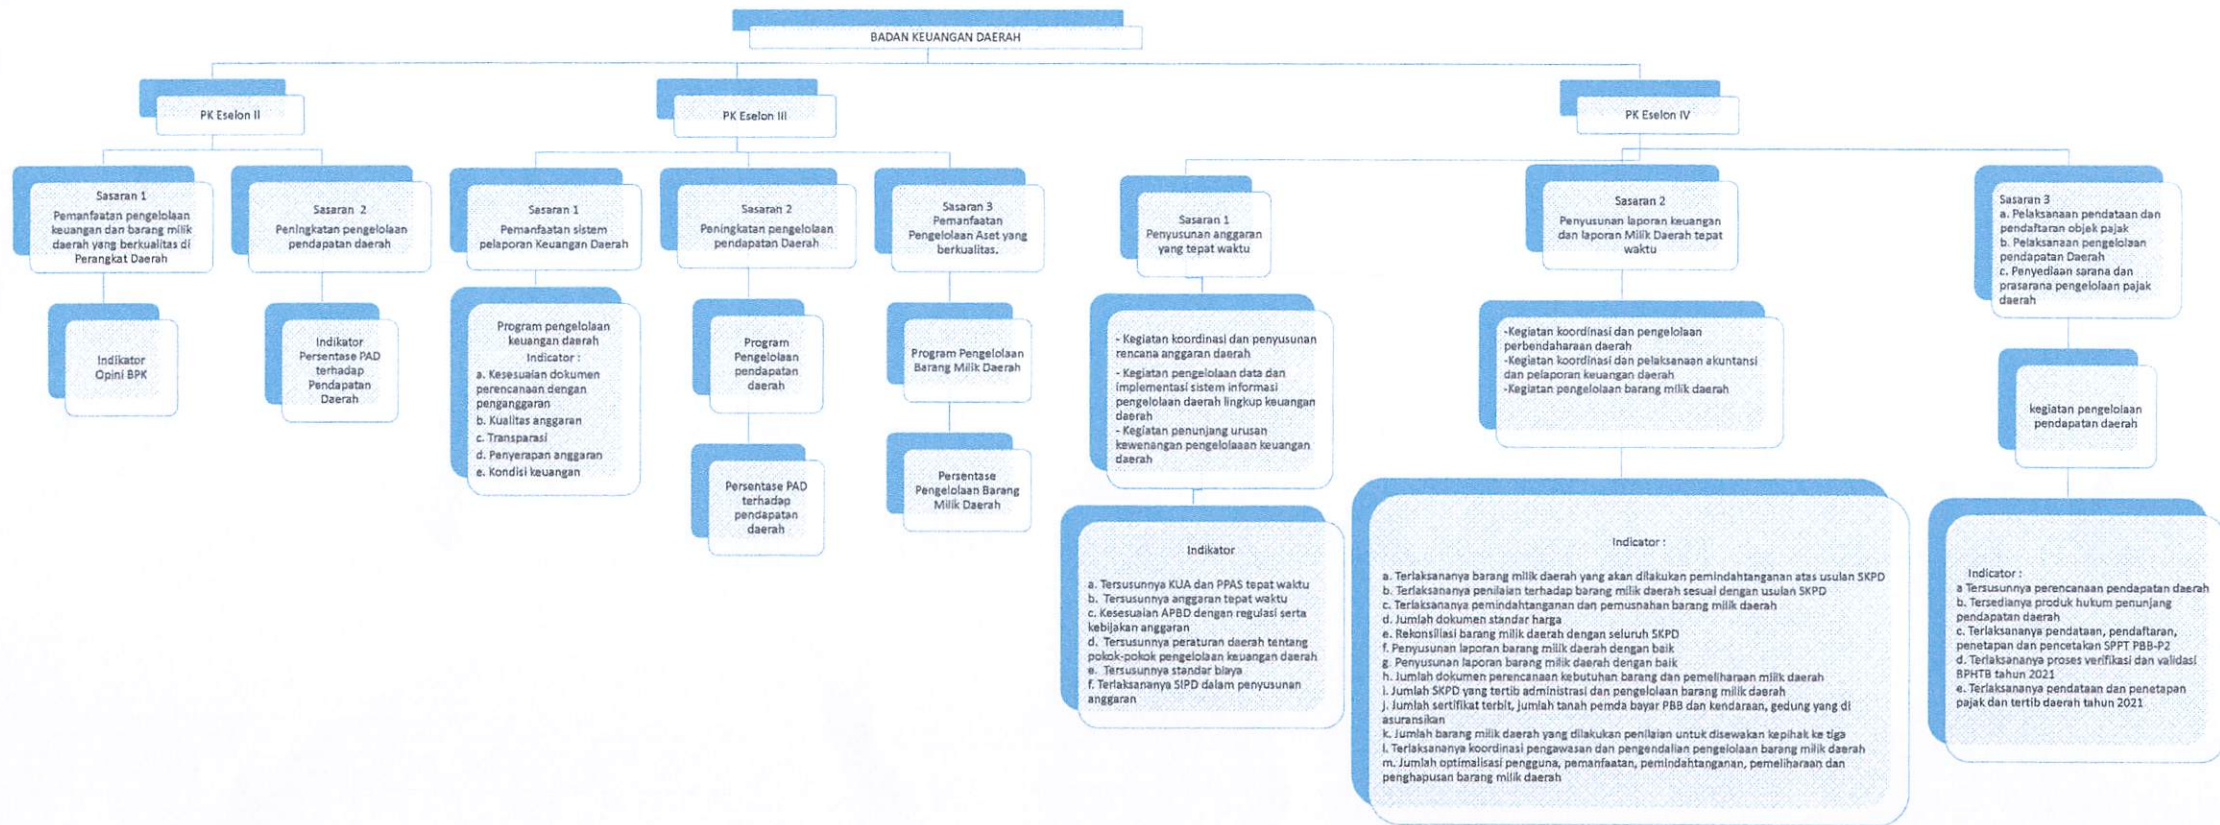 BADAN KEUANGAN DAERAH
PK Eselon II
PK Eselon III
PK Eselon IV
Sasaran 1
Pemanfaatan pengelolaan
keuangan dan barang milik
daerah yang berkualitas di
Perangkat Daerah
Sasaran 2
Peningkatan pengelolaan
pendapatan daerah
Sasaran 1
Pemanfaatan sistem
pelaporan Keuangan Daerah
Sasaran 2
Peningkatan pengelolaan
pendapatan Daerah
Sasaran 3
Pemanfaatan
Pengelolaan Aset yang
berkualitas.
Sasaran 1
Penyusunan anggaran
yang tepat waktu
Sasaran 2
Penyusunan laporan keuangan
dan laporan Milik Daerah tepat
waktu
Sasaran 3
a. Pelaksanaan pendataan dan
pendaftaran objek pajak
b. Pelaksanaan pengelolaan
pendapatan Daerah
c. Penyediaan sarana dan
prasarana pengelolaan pajak
daerah
Indikator
Opini BPK
Indikator
Persentase PAD
terhadap
Pendapatan
Daerah
Program pengelolaan
keuangan daerah
Indicator :
a. Kesesuaian dokumen
perencanaan dengan
penganggaran
b. Kualitas anggaran
c. Transparasi
d. Penyerapan anggaran
e. Kondisi keuangan
Program
Pengelolaan
pendapatan
daerah
Program Pengelolaan
Barang Milik Daerah
- Kegiatan koordinasi dan penyusunan
rencana anggaran daerah
- Kegiatan pengelolaan data dan
implementasi sistem informasi
pengelolaan daerah lingkup keuangan
daerah
- Kegiatan penunjang urusan
kewenangan pengelolaaan keuangan
daerah
-Kegiatan koordinasi dan pengelolaan
perbendaharaan daerah
-Kegiatan koordinasi dan pelaksanaan akuntansi
dan pelaporan keuangan daerah
-Kegiatan pengelolaan barang milik daerah
kegiatan pengelolaan
pendapatan daerah
Persentase PAD
terhadap
pendapatan
daerah
Persentase
Pengelolaan Barang
Milik Daerah
Indikator
a. Tersusunnya KUA dan PPAS tepat waktu
b. Tersusunnya anggaran tepat waktu
c. Kesesuaian APBD dengan regulasi serta
kebijakan anggaran
d. Tersusunnya peraturan daerah tentang
pokok-pokok pengelolaan keuangan daerah
e. Tersusunnya standar biaya
f. Terlaksananya SIPD dalam penyusunan
anggaran
Indicator :
a. Terlaksananya barang milik daerah yang akan dilakukan pemindahtanganan atas usulan SKPD
b. Terlaksananya penilaian terhadap barang milik daerah sesuai dengan usulan SKPD
c. Terlaksananya pemindahtanganan dan pemusnahan barang milik daerah
d. Jumlah dokumen standar harga
e. Rekonsiliasi barang milik daerah dengan seluruh SKPD
f. Penyusunan laporan barang milik daerah dengan baik
g. Penyusunan laporan barang milik daerah dengan baik
h. Jumlah dokumen perencanaan kebutuhan barang dan pemeliharaan milik daerah
i. Jumlah SKPD yang tertib administrasi dan pengelolaan barang milik daerah
j. Jumlah sertifikat terbit, jumlah tanah pemda bayar PBB dan kendaraan, gedung yang di
asuransikan
k. Jumlah barang milik daerah yang dilakukan penilaian untuk disewakan kepihak ke tiga
l. Terlaksananya koordinasi pengawasan dan pengendalian pengelolaan barang milik daerah
m. Jumlah optimalisasi pengguna, pemanfaatan, pemindahtanganan, pemeliharaan dan
penghapusan barang milik daerah
Indicator :
a Tersusunnya perencanaan pendapatan daerah
b. Tersedianya produk hukum penunjang
pendapatan daerah
c. Terlaksananya pendataan, pendaftaran,
penetapan dan pencetakan SPPT PBB-P2
d. Terlaksananya proses verifikasi dan validasi
BPHTB tahun 2021
e. Terlaksananya pendataan dan penetapan
pajak dan tertib daerah tahun 2021